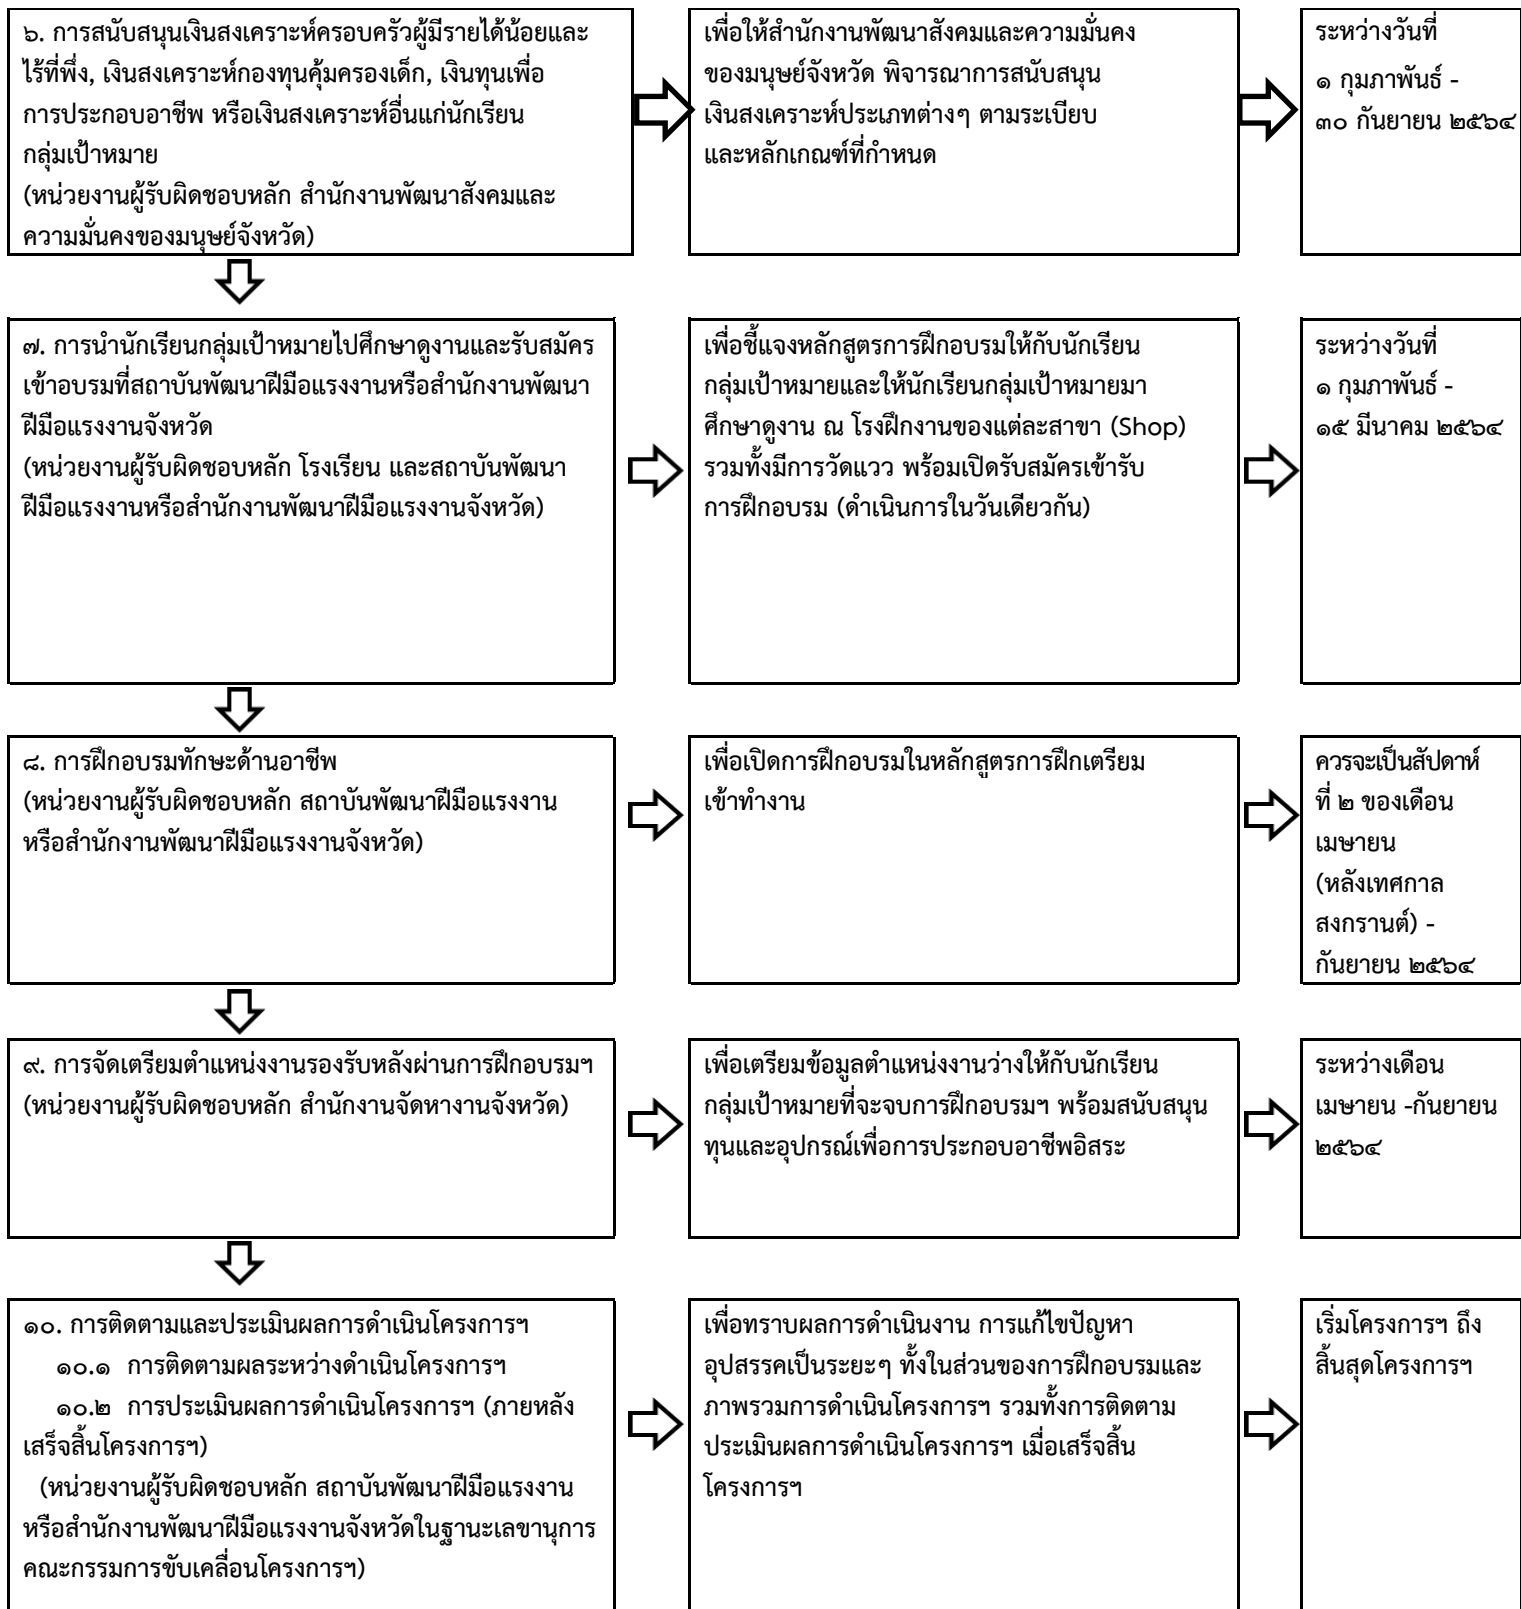 ๖. การสนับสนุนเงินสงเคราะห์ครอบครัวผู้มีรายได้น้อยและ
ไร้ที่พึ่ง, เงินสงเคราะห์กองทุนคุ้มครองเด็ก, เงินทุนเพื่อ
การประกอบอาชีพ หรือเงินสงเคราะห์อื่นแก่นักเรียน
กลุ่มเป้าหมาย
(หน่วยงานผู้รับผิดชอบหลัก สำนักงานพัฒนาสังคมและ
ความมั่นคงของมนุษย์จังหวัด)
เพื่อให้สำนักงานพัฒนาสังคมและความมั่นคง
ของมนุษย์จังหวัด พิจารณาการสนับสนุน
เงินสงเคราะห์ประเภทต่างๆ ตามระเบียบ
และหลักเกณฑ์ที่กำหนด
ระหว่างวันที่
๑ กุมภาพันธ์ -
๓๐ กันยายน ๒๕๖๔
๗. การนำนักเรียนกลุ่มเป้าหมายไปศึกษาดูงานและรับสมัคร
เข้าอบรมที่สถาบันพัฒนาฝีมือแรงงานหรือสำนักงานพัฒนา
ฝีมือแรงงานจังหวัด
(หน่วยงานผู้รับผิดชอบหลัก โรงเรียน และสถาบันพัฒนา
ฝีมือแรงงานหรือสำนักงานพัฒนาฝีมือแรงงานจังหวัด)
เพื่อชี้แจงหลักสูตรการฝึกอบรมให้กับนักเรียน
กลุ่มเป้าหมายและให้นักเรียนกลุ่มเป้าหมายมา
ศึกษาดูงาน ณ โรงฝึกงานของแต่ละสาขา (Shop)
รวมทั้งมีการวัดแวว พร้อมเปิดรับสมัครเข้ารับ
การฝึกอบรม (ดำเนินการในวันเดียวกัน)
ระหว่างวันที่
๑ กุมภาพันธ์ -
๑๕ มีนาคม ๒๕๖๔
๘. การฝึกอบรมทักษะด้านอาชีพ
(หน่วยงานผู้รับผิดชอบหลัก สถาบันพัฒนาฝีมือแรงงาน
หรือสำนักงานพัฒนาฝีมือแรงงานจังหวัด)
เพื่อเปิดการฝึกอบรมในหลักสูตรการฝึกเตรียม
เข้าทำงาน
ควรจะเป็นสัปดาห์
ที่ ๒ ของเดือน
เมษายน
(หลังเทศกาล
สงกรานต์) -
กันยายน ๒๕๖๔
๙. การจัดเตรียมตำแหน่งงานรองรับหลังผ่านการฝึกอบรมฯ
(หน่วยงานผู้รับผิดชอบหลัก สำนักงานจัดหางานจังหวัด)
เพื่อเตรียมข้อมูลตำแหน่งงานว่างให้กับนักเรียน
กลุ่มเป้าหมายที่จะจบการฝึกอบรมฯ พร้อมสนับสนุน
ทุนและอุปกรณ์เพื่อการประกอบอาชีพอิสระ
ระหว่างเดือน
เมษายน -กันยายน
๒๕๖๔
๑๐. การติดตามและประเมินผลการดำเนินโครงการฯ
๑๐.๑ การติดตามผลระหว่างดำเนินโครงการฯ
๑๐.๒ การประเมินผลการดำเนินโครงการฯ (ภายหลัง
เสร็จสิ้นโครงการฯ)
(หน่วยงานผู้รับผิดชอบหลัก สถาบันพัฒนาฝีมือแรงงาน
หรือสำนักงานพัฒนาฝีมือแรงงานจังหวัดในฐานะเลขานุการ
คณะกรรมการขับเคลื่อนโครงการฯ)
เพื่อทราบผลการดำเนินงาน การแก้ไขปัญหา
อุปสรรคเป็นระยะๆ ทั้งในส่วนของการฝึกอบรมและ
ภาพรวมการดำเนินโครงการฯ รวมทั้งการติดตาม
ประเมินผลการดำเนินโครงการฯ เมื่อเสร็จสิ้น
โครงการฯ
เริ่มโครงการฯ ถึง
สิ้นสุดโครงการฯ